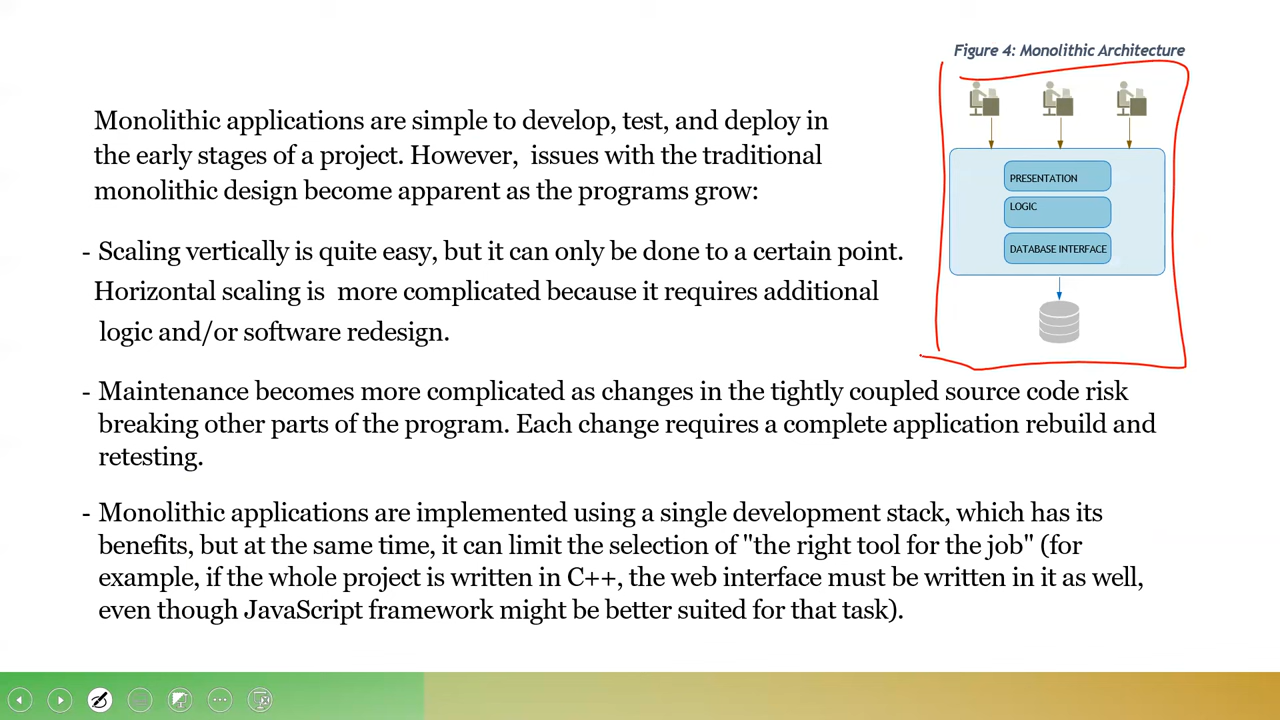 Figure 4: Monolithic Architecture
Monolithic applications are simple to develop, test, and deploy in
the early stages of a project. However, issues with the traditional
monolithic design become apparent as the programs grow:
- Scaling vertically is quite easy, but it can only be done to a certain point.
Horizontal scaling is more complicated because it requires additional
logic and/or software redesign.
PRESENTATION
LOGIC
DATABASE INTERFACE
- Maintenance becomes more complicated as changes in the tightly coupled source code risk
breaking other parts of the program. Each change requires a complete application rebuild and
retesting.
- Monolithic applications are implemented using a single development stack, which has its
benefits, but at the same time, it can limit the selection of "the right tool for the job" (for
example, if the whole project is written in C++, the web interface must be written in it as well,
even though JavaScript framework might be better suited for that task).